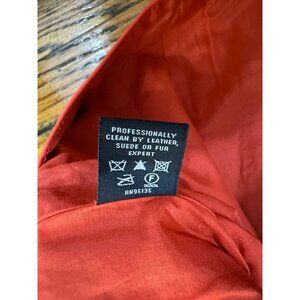 PROFESSIONALLY
CLEAN BY LEATHER,
SUEDE OR FUR
EXPERT
F
RN95135